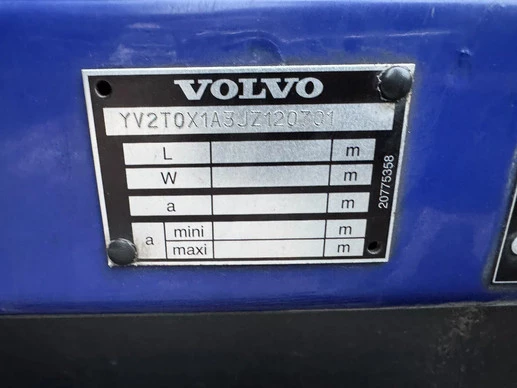 VOLVO
YV2T0X1A3JZ120701
L m
W m
a m
a mini m
maxi m
20775358